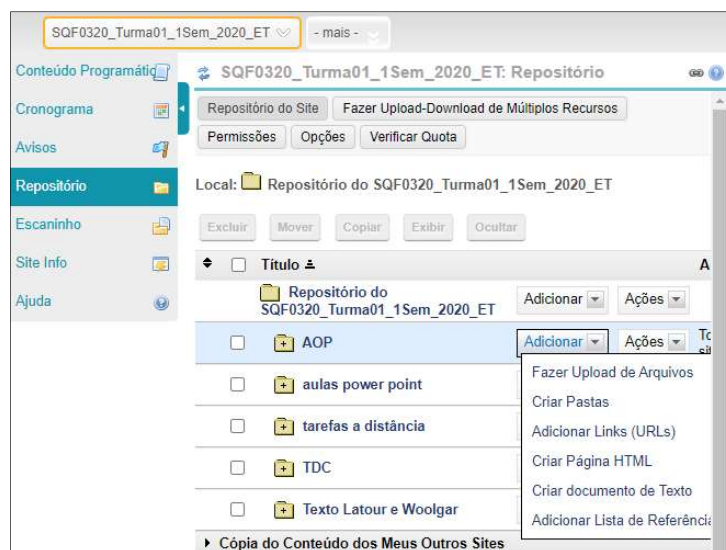 SQF0320_Turma01_1Sem_2020_ET
- mais -
Conteúdo Programátic
Cronograma
Avisos
Repositório
Escaninho
Site Info
Ajuda
SQF0320_Turma01_1Sem_2020_ET: Repositório
Repositório do Site
Fazer Upload-Download de Múltiplos Recursos
Permissões
Opções
Verificar Quota
Local: Repositório do SQF0320_Turma01_1Sem_2020_ET
Excluir
Mover
Copiar
Exibir
Ocultar
Título
A
Repositório do
SQF0320_Turma01_1Sem_2020_ET
Adicionar
Ações
AOP
Adicionar
Ações
aulas power point
tarefas a distância
TDC
Texto Latour e Woolgar
Fazer Upload de Arquivos
Criar Pastas
Adicionar Links (URLs)
Criar Página HTML
Criar documento de Texto
Adicionar Lista de Referência
Cópia do Conteúdo dos Meus Outros Sites